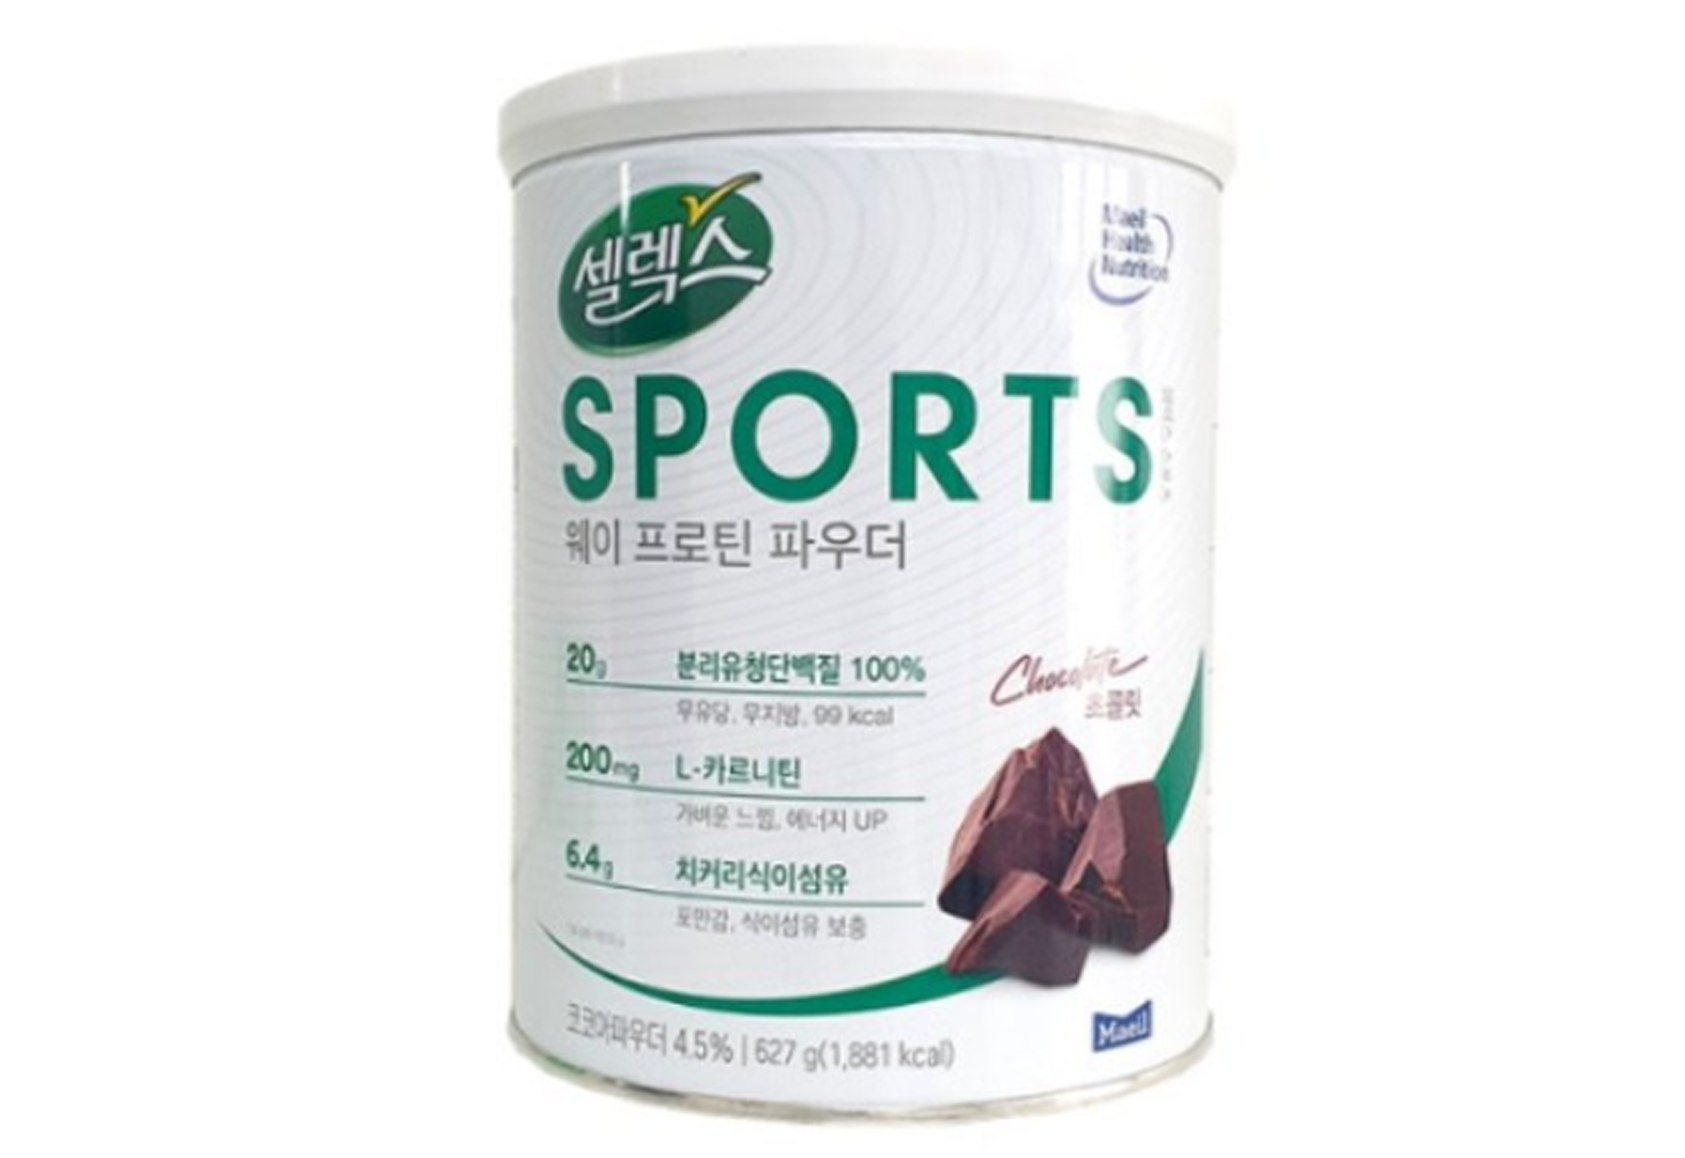 셀렉스
Mael
Health
Nutrition
SPORTS
웨이 프로틴 파우더
20g 분리유청단백질 100%
무유당, 무지방, 99 kcal
200mg L-카르니틴
가벼운 느낌, 에너지 UP
6.4g 치커리식이섬유
포만감, 식이섬유 보충
Chocolate
초콜릿
코코아파우더 4.5% | 627 g(1,881 kcal)
Maeil